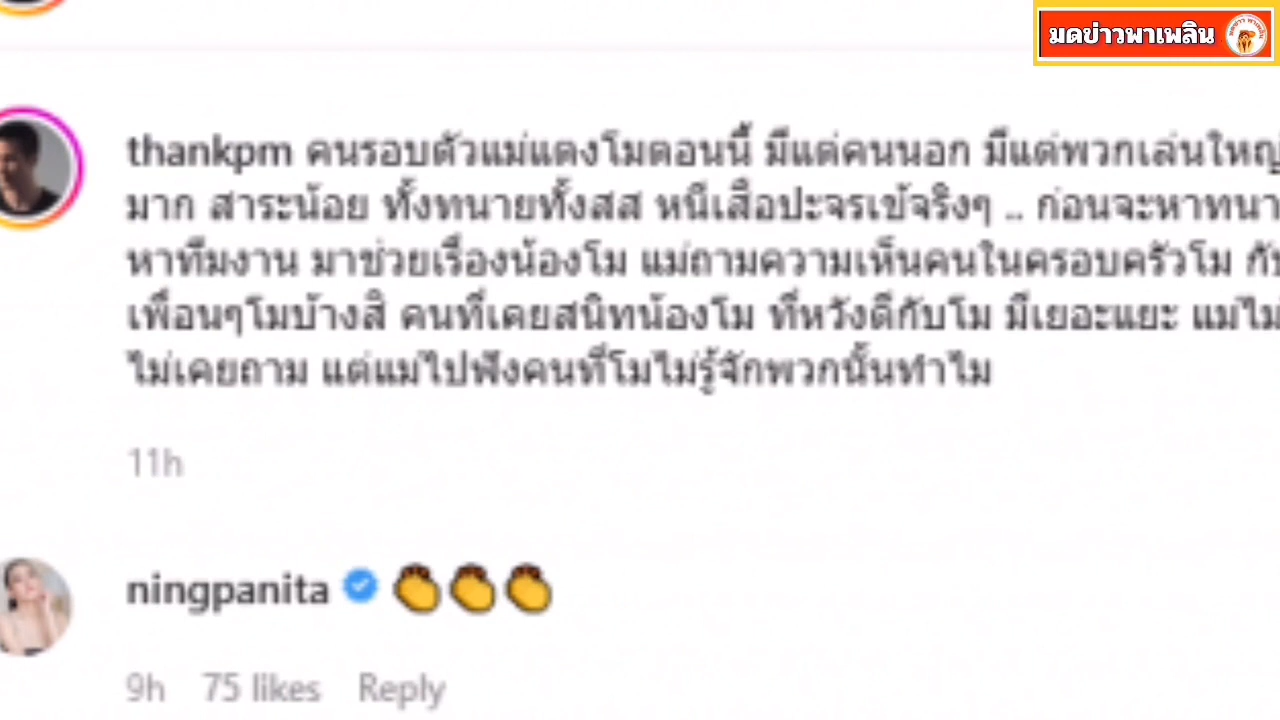 มดข่าวพาเพลิน
thankpm คนรอบตัวแม่แตงโมตอนนี้ มีแต่คนนอก มีแต่พวกเล่นใหญ่
มาก สาระน้อย ทั้งทนายทั้งสส หนีเสือปะจรเข้จริงๆ .. ก่อนจะหาทนา
หาทีมงาน มาช่วยเรื่องน้องโม แม่ถามความเห็นคนในครอบครัวโม กับ
เพื่อนๆโมบ้างสิ คนที่เคยสนิทน้องโม ที่หวังดีกับโม มีเยอะแยะ แม่ไม่
ไม่เคยถาม แต่แม่ไปฟังคนที่โมไม่รู้จักพวกนั้นทำไม
11h
ningpanita 👏👏👏
9h 75 likes Reply